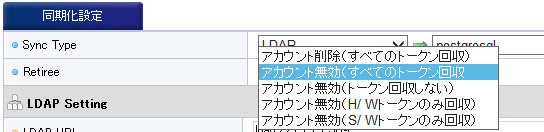 同期化設定
Sync Type
LDAP
postgresql
Retiree
アカウント削除(すべてのトークン回収)
アカウント無効(すべてのトークン回収
アカウント無効(トークン回収しない)
アカウント無効(H/Wトークンのみ回収)
アカウント無効(S/Wトークンのみ回収)
LDAP Setting
LDAP URL